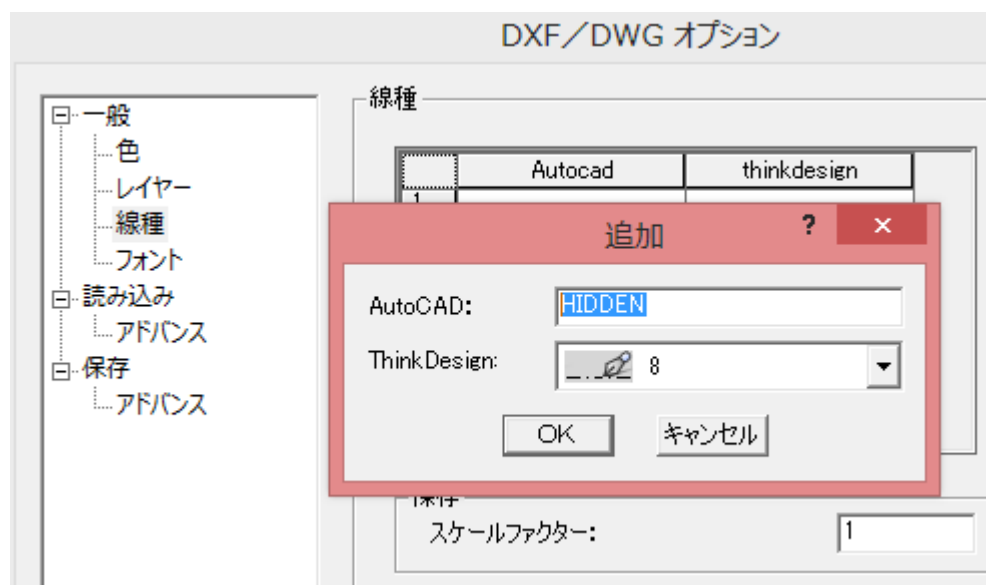 DXF／DWG オプション
一般
色
レイヤー
線種
フォント
読み込み
アドバンス
保存
アドバンス
線種
Autocad thinkdesign
1
追加 ? ×
AutoCAD: HIDDEN
ThinkDesign: 8
OK キャンセル
保存
スケールファクター: 1